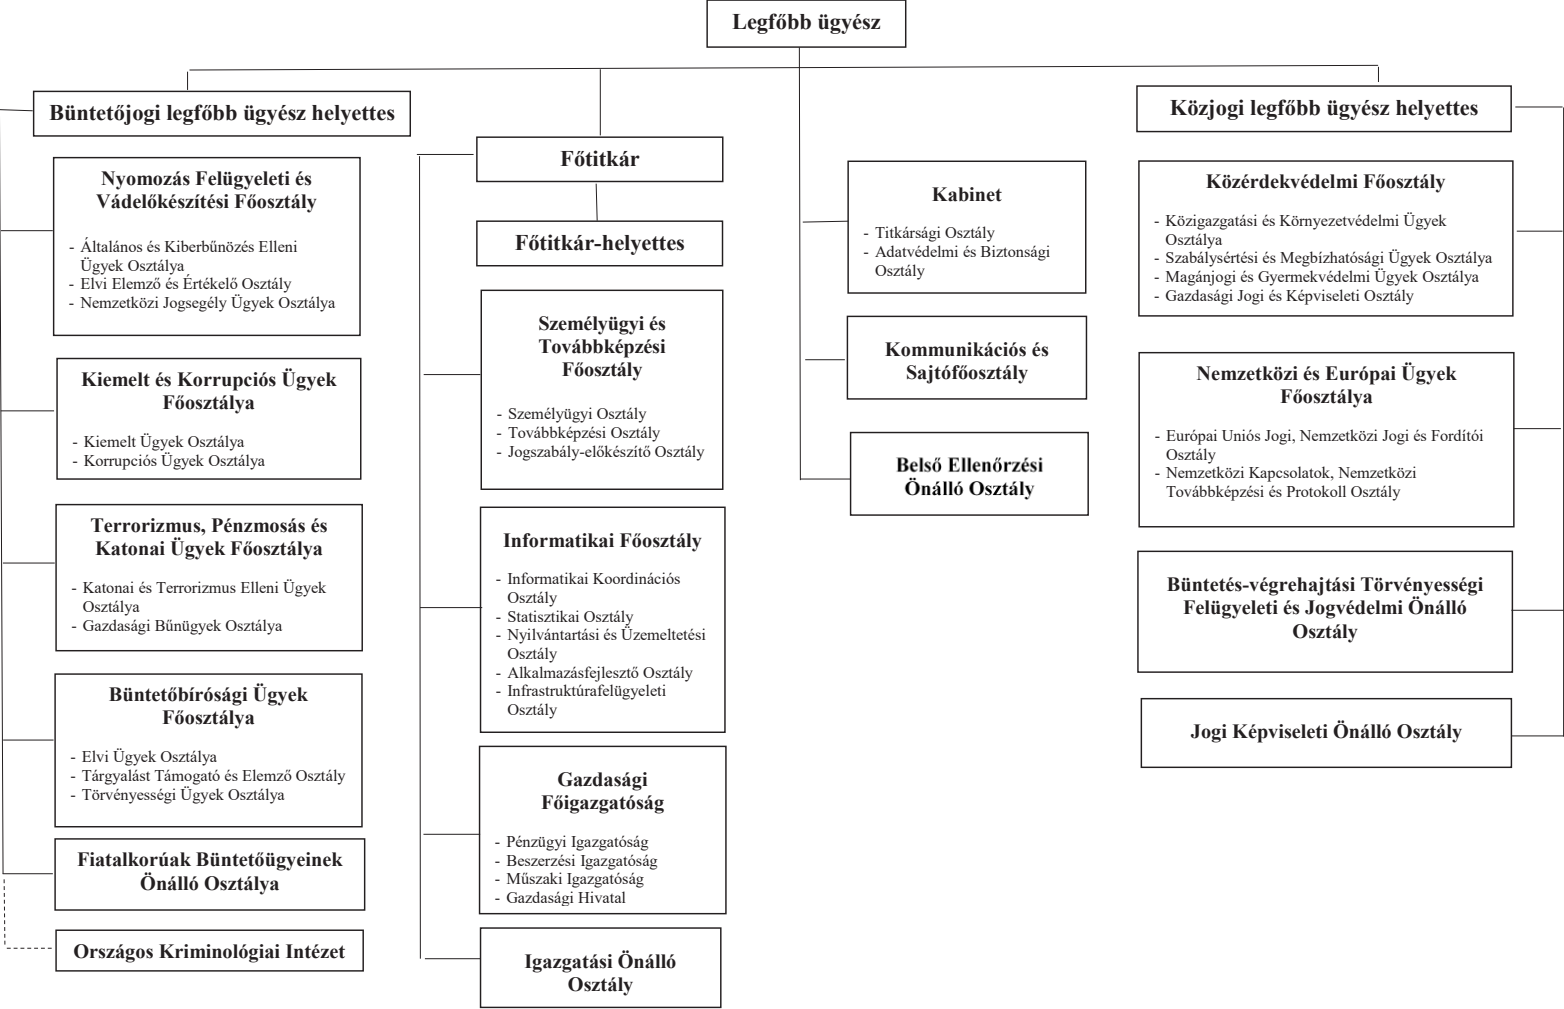 Legfőbb ügyész
Büntetőjogi legfőbb ügyész helyettes
Nyomozás Felügyeleti és
Vádelőkészítési Főosztály
- Általános és Kiberbűnözés Elleni
Ügyek Osztálya
- Elvi Elemző és Értékelő Osztály
- Nemzetközi Jogsegély Ügyek Osztálya
Kiemelt és Korrupciós Ügyek
Főosztálya
- Kiemelt Ügyek Osztálya
- Korrupciós Ügyek Osztálya
Terrorizmus, Pénzmosás és
Katonai Ügyek Főosztálya
- Katonai és Terrorizmus Elleni Ügyek
Osztálya
- Gazdasági Bűnügyek Osztálya
Büntetőbírósági Ügyek
Főosztálya
- Elvi Ügyek Osztálya
- Tárgyalást Támogató és Elemző Osztály
- Törvényességi Ügyek Osztálya
Fiatalkorúak Büntetőügyeinek
Önálló Osztálya
Országos Kriminológiai Intézet
Főtitkár
Főtitkár-helyettes
Személyügyi és
Továbbképzési
Főosztály
- Személyügyi Osztály
- Továbbképzési Osztály
- Jogszabály-előkészítő Osztály
Informatikai Főosztály
- Informatikai Koordinációs
Osztály
- Statisztikai Osztály
- Nyilvántartási és Üzemeltetési
Osztály
- Alkalmazásfejlesztő Osztály
- Infrastruktúrafelügyeleti
Osztály
Gazdasági
Főigazgatóság
- Pénzügyi Igazgatóság
- Beszerzési Igazgatóság
- Műszaki Igazgatóság
- Gazdasági Hivatal
Igazgatási Önálló
Osztály
Kabinet
- Titkársági Osztály
- Adatvédelmi és Biztonsági
Osztály
Kommunikációs és
Sajtófőosztály
Belső Ellenőrzési
Önálló Osztály
Közjogi legfőbb ügyész helyettes
Közérdekvédelmi Főosztály
- Közigazgatási és Környezetvédelmi Ügyek
Osztálya
- Szabálysértési és Megbízhatósági Ügyek Osztálya
- Magánjogi és Gyermekvédelmi Ügyek Osztálya
- Gazdasági Jogi és Képviseleti Osztály
Nemzetközi és Európai Ügyek
Főosztálya
- Európai Uniós Jogi, Nemzetközi Jogi és Fordítói
Osztály
- Nemzetközi Kapcsolatok, Nemzetközi
Továbbképzési és Protokoll Osztály
Büntetés-végrehajtási Törvényességi
Felügyeleti és Jogvédelmi Önálló
Osztály
Jogi Képviseleti Önálló Osztály